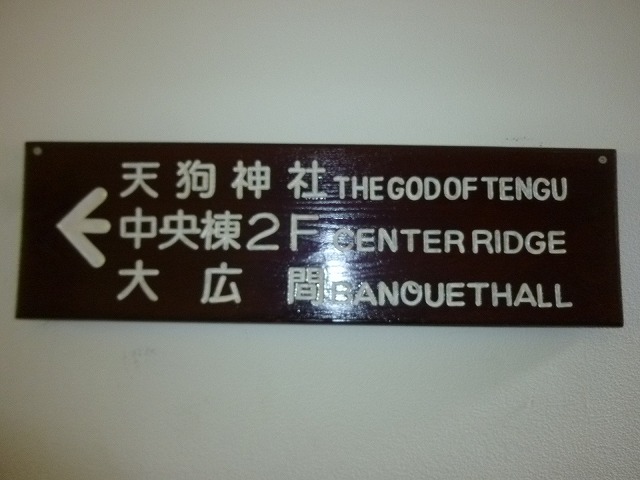 天狗神社 THE GOD OF TENGU
中央棟2F CENTER RIDGE
大広間 BANQUET HALL